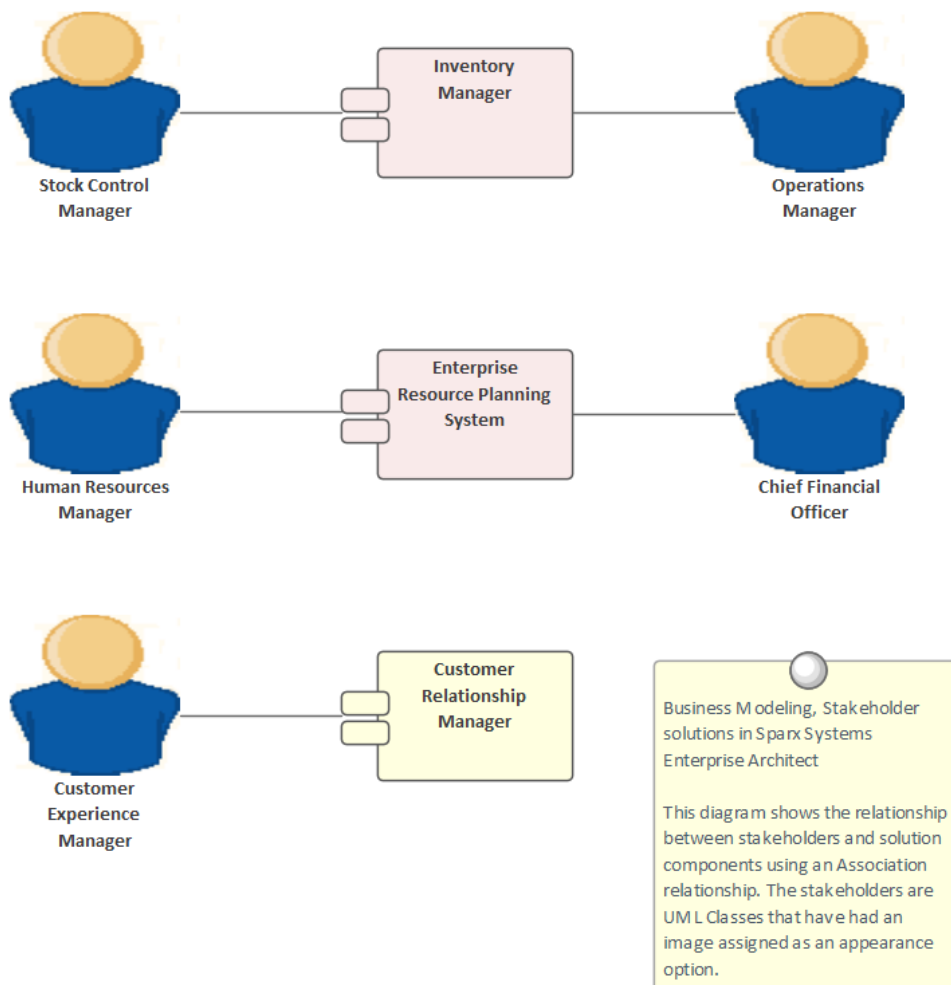 Inventory
Manager
Stock Control
Manager
Operations
Manager
Enterprise
Resource Planning
System
Human Resources
Manager
Chief Financial
Officer
Customer
Relationship
Manager
Customer
Experience
Manager
Business Modeling, Stakeholder
solutions in Sparx Systems
Enterprise Architect
This diagram shows the relationship
between stakeholders and solution
components using an Association
relationship. The stakeholders are
UML Classes that have had an
image assigned as an appearance
option.